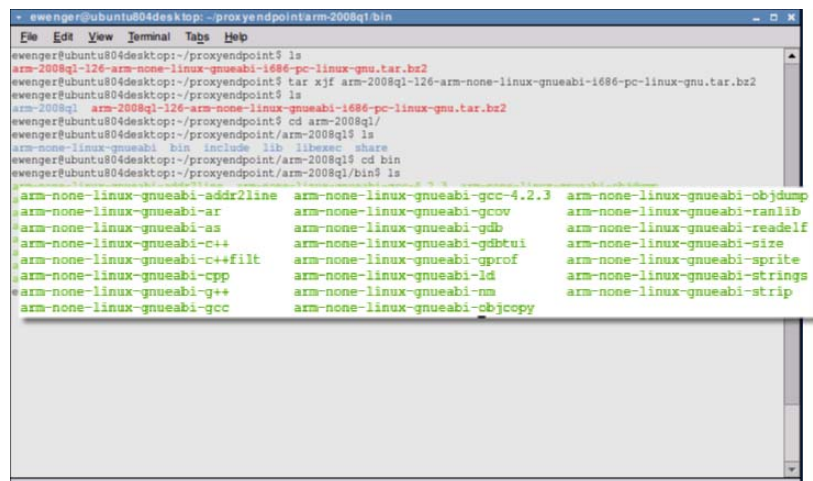 ewenger@ubuntu804desktop: ~/proxyendpoint/arm-2008q1/bin
File Edit View Terminal Tabs Help
ewenger@ubuntu804desktop:~/proxyendpoint$ ls
arm-2008q1-126-arm-none-linux-gnueabi-i686-pc-linux-gnu.tar.bz2
ewenger@ubuntu804desktop:~/proxyendpoint$ tar xjf arm-2008q1-126-arm-none-linux-gnueabi-i686-pc-linux-gnu.tar.bz2
ewenger@ubuntu804desktop:~/proxyendpoint$ ls
arm-2008q1 arm-2008q1-126-arm-none-linux-gnueabi-i686-pc-linux-gnu.tar.bz2
ewenger@ubuntu804desktop:~/proxyendpoint$ cd arm-2008q1/
ewenger@ubuntu804desktop:~/proxyendpoint/arm-2008q1$ ls
arm-none-linux-gnueabi bin include lib libexec share
ewenger@ubuntu804desktop:~/proxyendpoint/arm-2008q1$ cd bin
ewenger@ubuntu804desktop:~/proxyendpoint/arm-2008q1/bin$ ls
arm-none-linux-gnueabi-addr2line arm-none-linux-gnueabi-gcc-4.2.3 arm-none-linux-gnueabi-objdump
arm-none-linux-gnueabi-ar arm-none-linux-gnueabi-gcov arm-none-linux-gnueabi-ranlib
arm-none-linux-gnueabi-as arm-none-linux-gnueabi-gdb arm-none-linux-gnueabi-readelf
arm-none-linux-gnueabi-c++ arm-none-linux-gnueabi-gdbtui arm-none-linux-gnueabi-size
arm-none-linux-gnueabi-c++filt arm-none-linux-gnueabi-gprof arm-none-linux-gnueabi-sprite
arm-none-linux-gnueabi-cpp arm-none-linux-gnueabi-ld arm-none-linux-gnueabi-strings
arm-none-linux-gnueabi-g++ arm-none-linux-gnueabi-nm arm-none-linux-gnueabi-strip
arm-none-linux-gnueabi-gcc arm-none-linux-gnueabi-objcopy